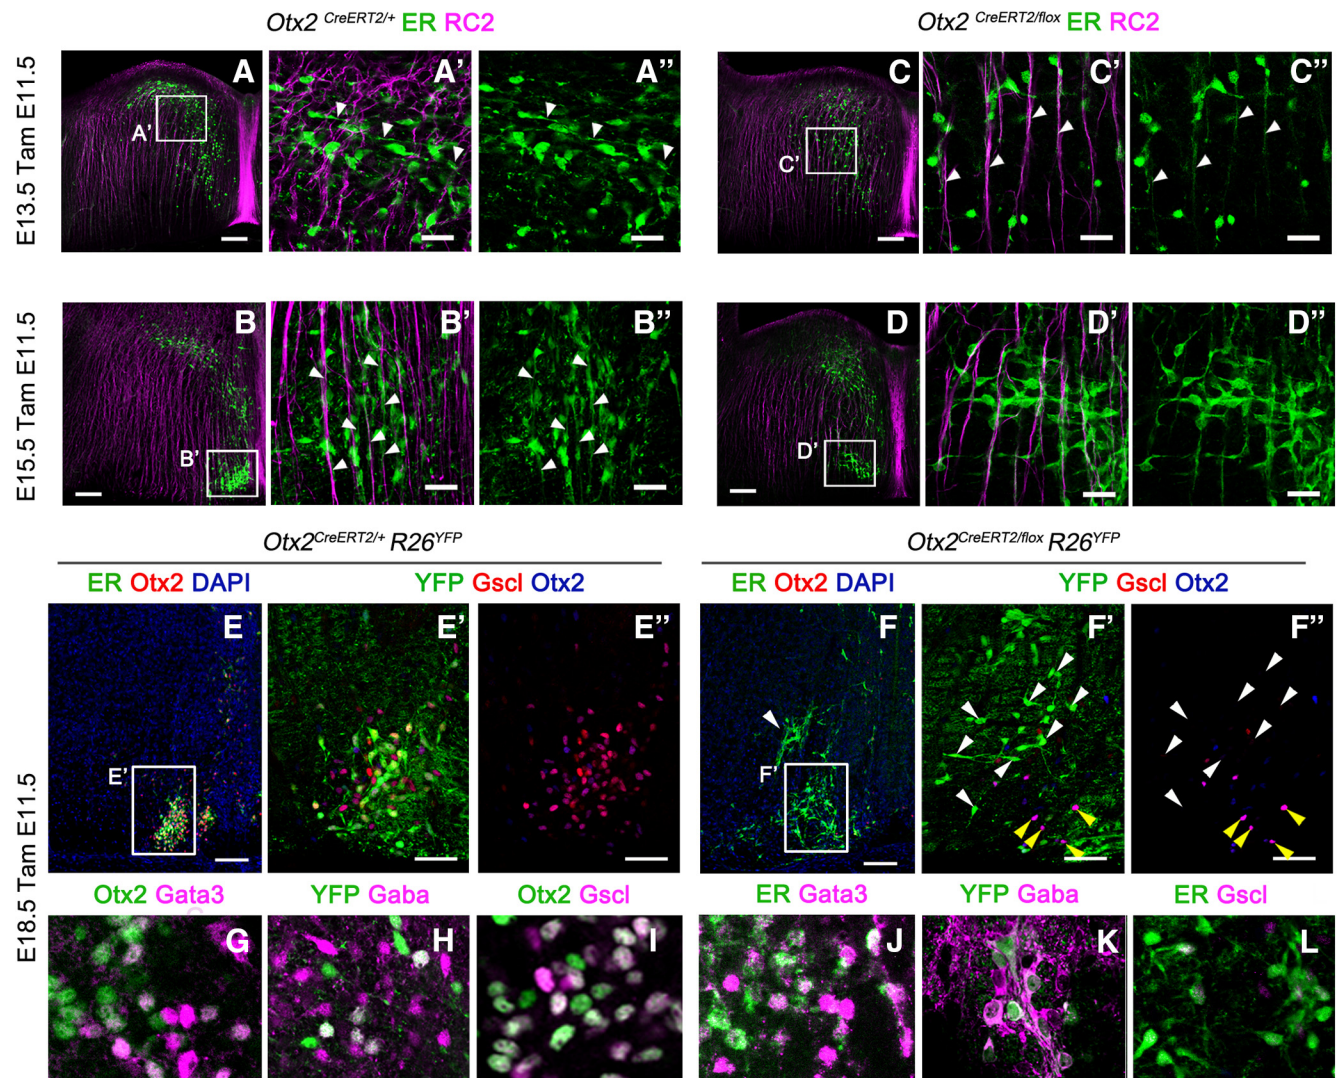 Otx2 CreERT2/+ ER RC2
Otx2 CreERT2/flox ER RC2
E13.5 Tam E11.5
A A' A'' C C' C''
A' C'
E15.5 Tam E11.5
B B' B'' D D' D''
B' D'
Otx2CreERT2/+ R26YFP
Otx2CreERT2/flox R26YFP
ER Otx2 DAPI YFP Gscl Otx2 ER Otx2 DAPI YFP Gscl Otx2
E18.5 Tam E11.5
E E' E'' F F' F''
E' F'
Otx2 Gata3 YFP Gaba Otx2 Gscl ER Gata3 YFP Gaba ER Gscl
G H I J K L